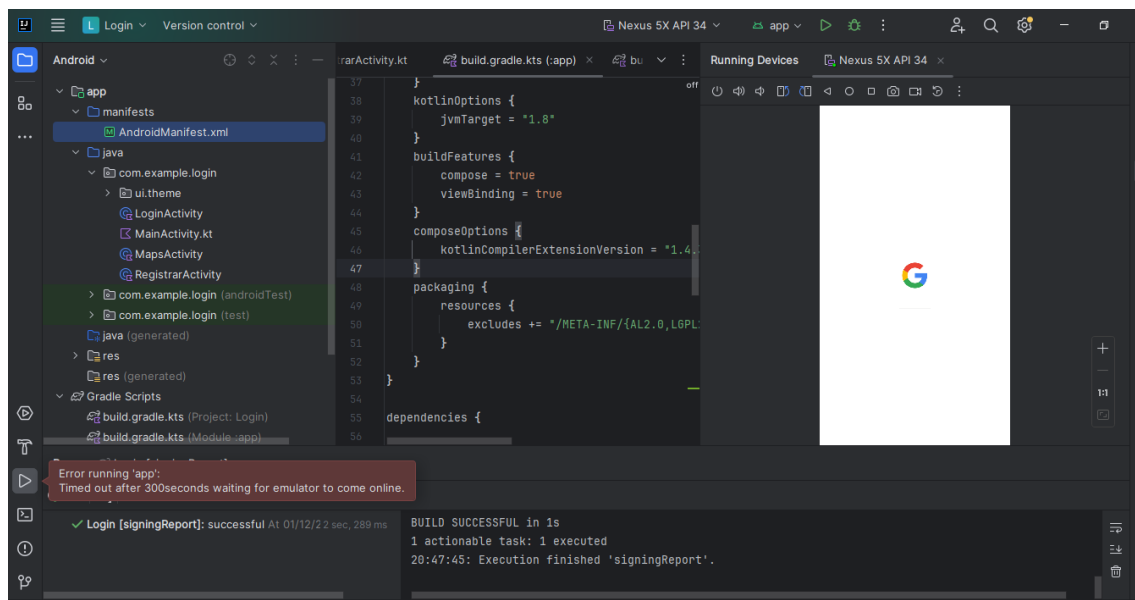 L Login Version control Nexus 5X API 34 app
Android
rarActivity.kt build.gradle.kts (:app) bu
Running Devices Nexus 5X API 34
app
manifests
AndroidManifest.xml
java
com.example.login
ui.theme
LoginActivity
MainActivity.kt
MapsActivity
RegistrarActivity
com.example.login (androidTest)
com.example.login (test)
java (generated)
res
res (generated)
Gradle Scripts
build.gradle.kts (Project: Login)
build.gradle.kts (Module :app)
off
37 }
38 kotlinOptions {
39 jvmTarget = "1.8"
40 }
41 buildFeatures {
42 compose = true
43 viewBinding = true
44 }
45 composeOptions {
46 kotlinCompilerExtensionVersion = "1.4.
47 }
48 packaging {
49 resources {
50 excludes += "/META-INF/{AL2.0,LGPL
51 }
52 }
53 }
54
55 dependencies {
56
G
1:1
Error running 'app':
Timed out after 300seconds waiting for emulator to come online.
Login [signingReport]: successful At 01/12/2 2 sec, 289 ms
BUILD SUCCESSFUL in 1s
1 actionable task: 1 executed
20:47:45: Execution finished 'signingReport'.